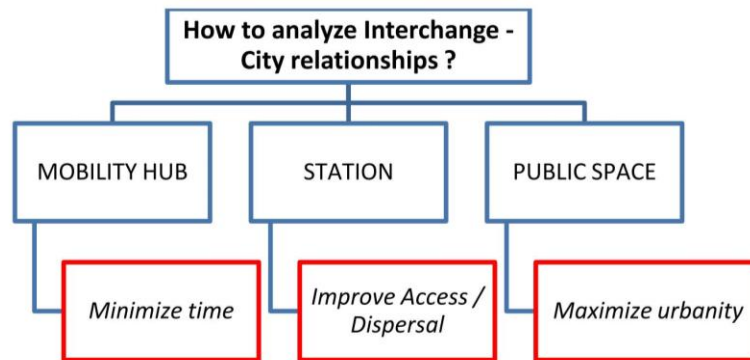 How to analyze Interchange -
City relationships ?
MOBILITY HUB
STATION
PUBLIC SPACE
Minimize time
Improve Access /
Dispersal
Maximize urbanity